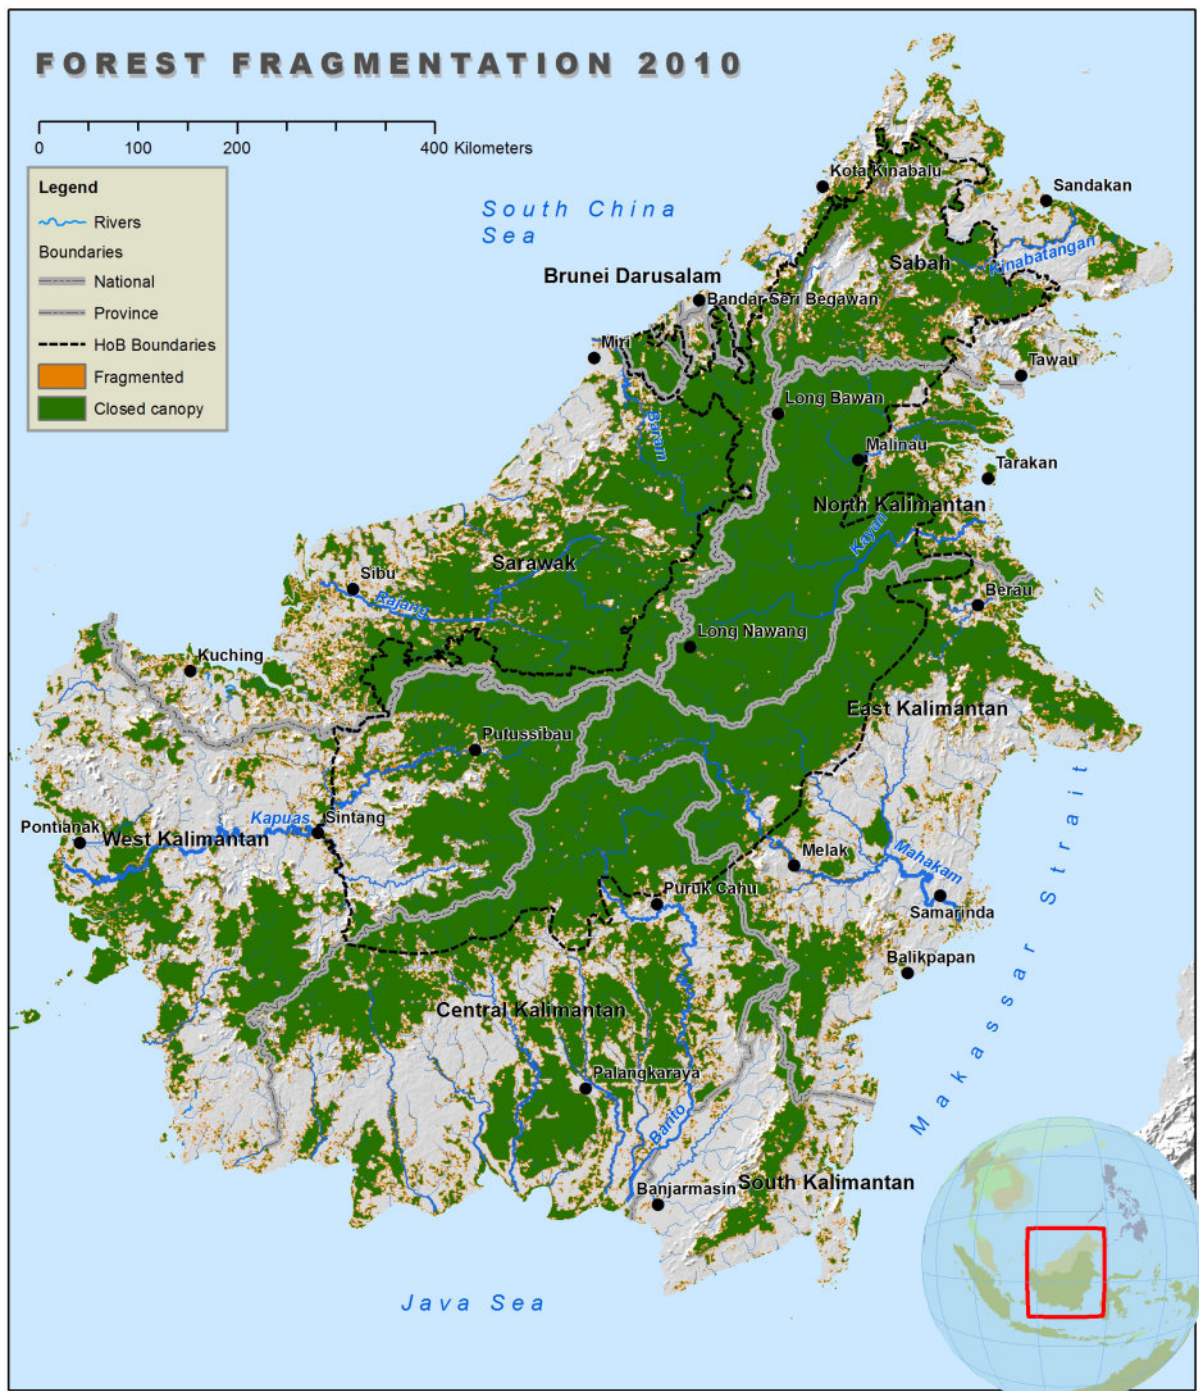 FOREST FRAGMENTATION 2010
0 100 200 400 Kilometers
Legend
Rivers
Boundaries
National
Province
HoB Boundaries
Fragmented
Closed canopy
South China
Sea
Kota Kinabalu
Sandakan
Sabah
Kinabatangan
Brunei Darusalam
Bandar Seri Begawan
Miri
Tawau
Long Bawan
Baram
Malinau
Tarakan
North Kalimantan
Kayan
Sarawak
Sibu
Rajang
Berau
Long Nawang
Kuching
East Kalimantan
Putussibau
Kapuas
Sintang
Pontianak
West Kalimantan
Melak
Mahakam
Puruk Cahu
Samarinda
Balikpapan
Makassar Strait
Central Kalimantan
Palangkaraya
Barito
Banjarmasin
South Kalimantan
Java Sea